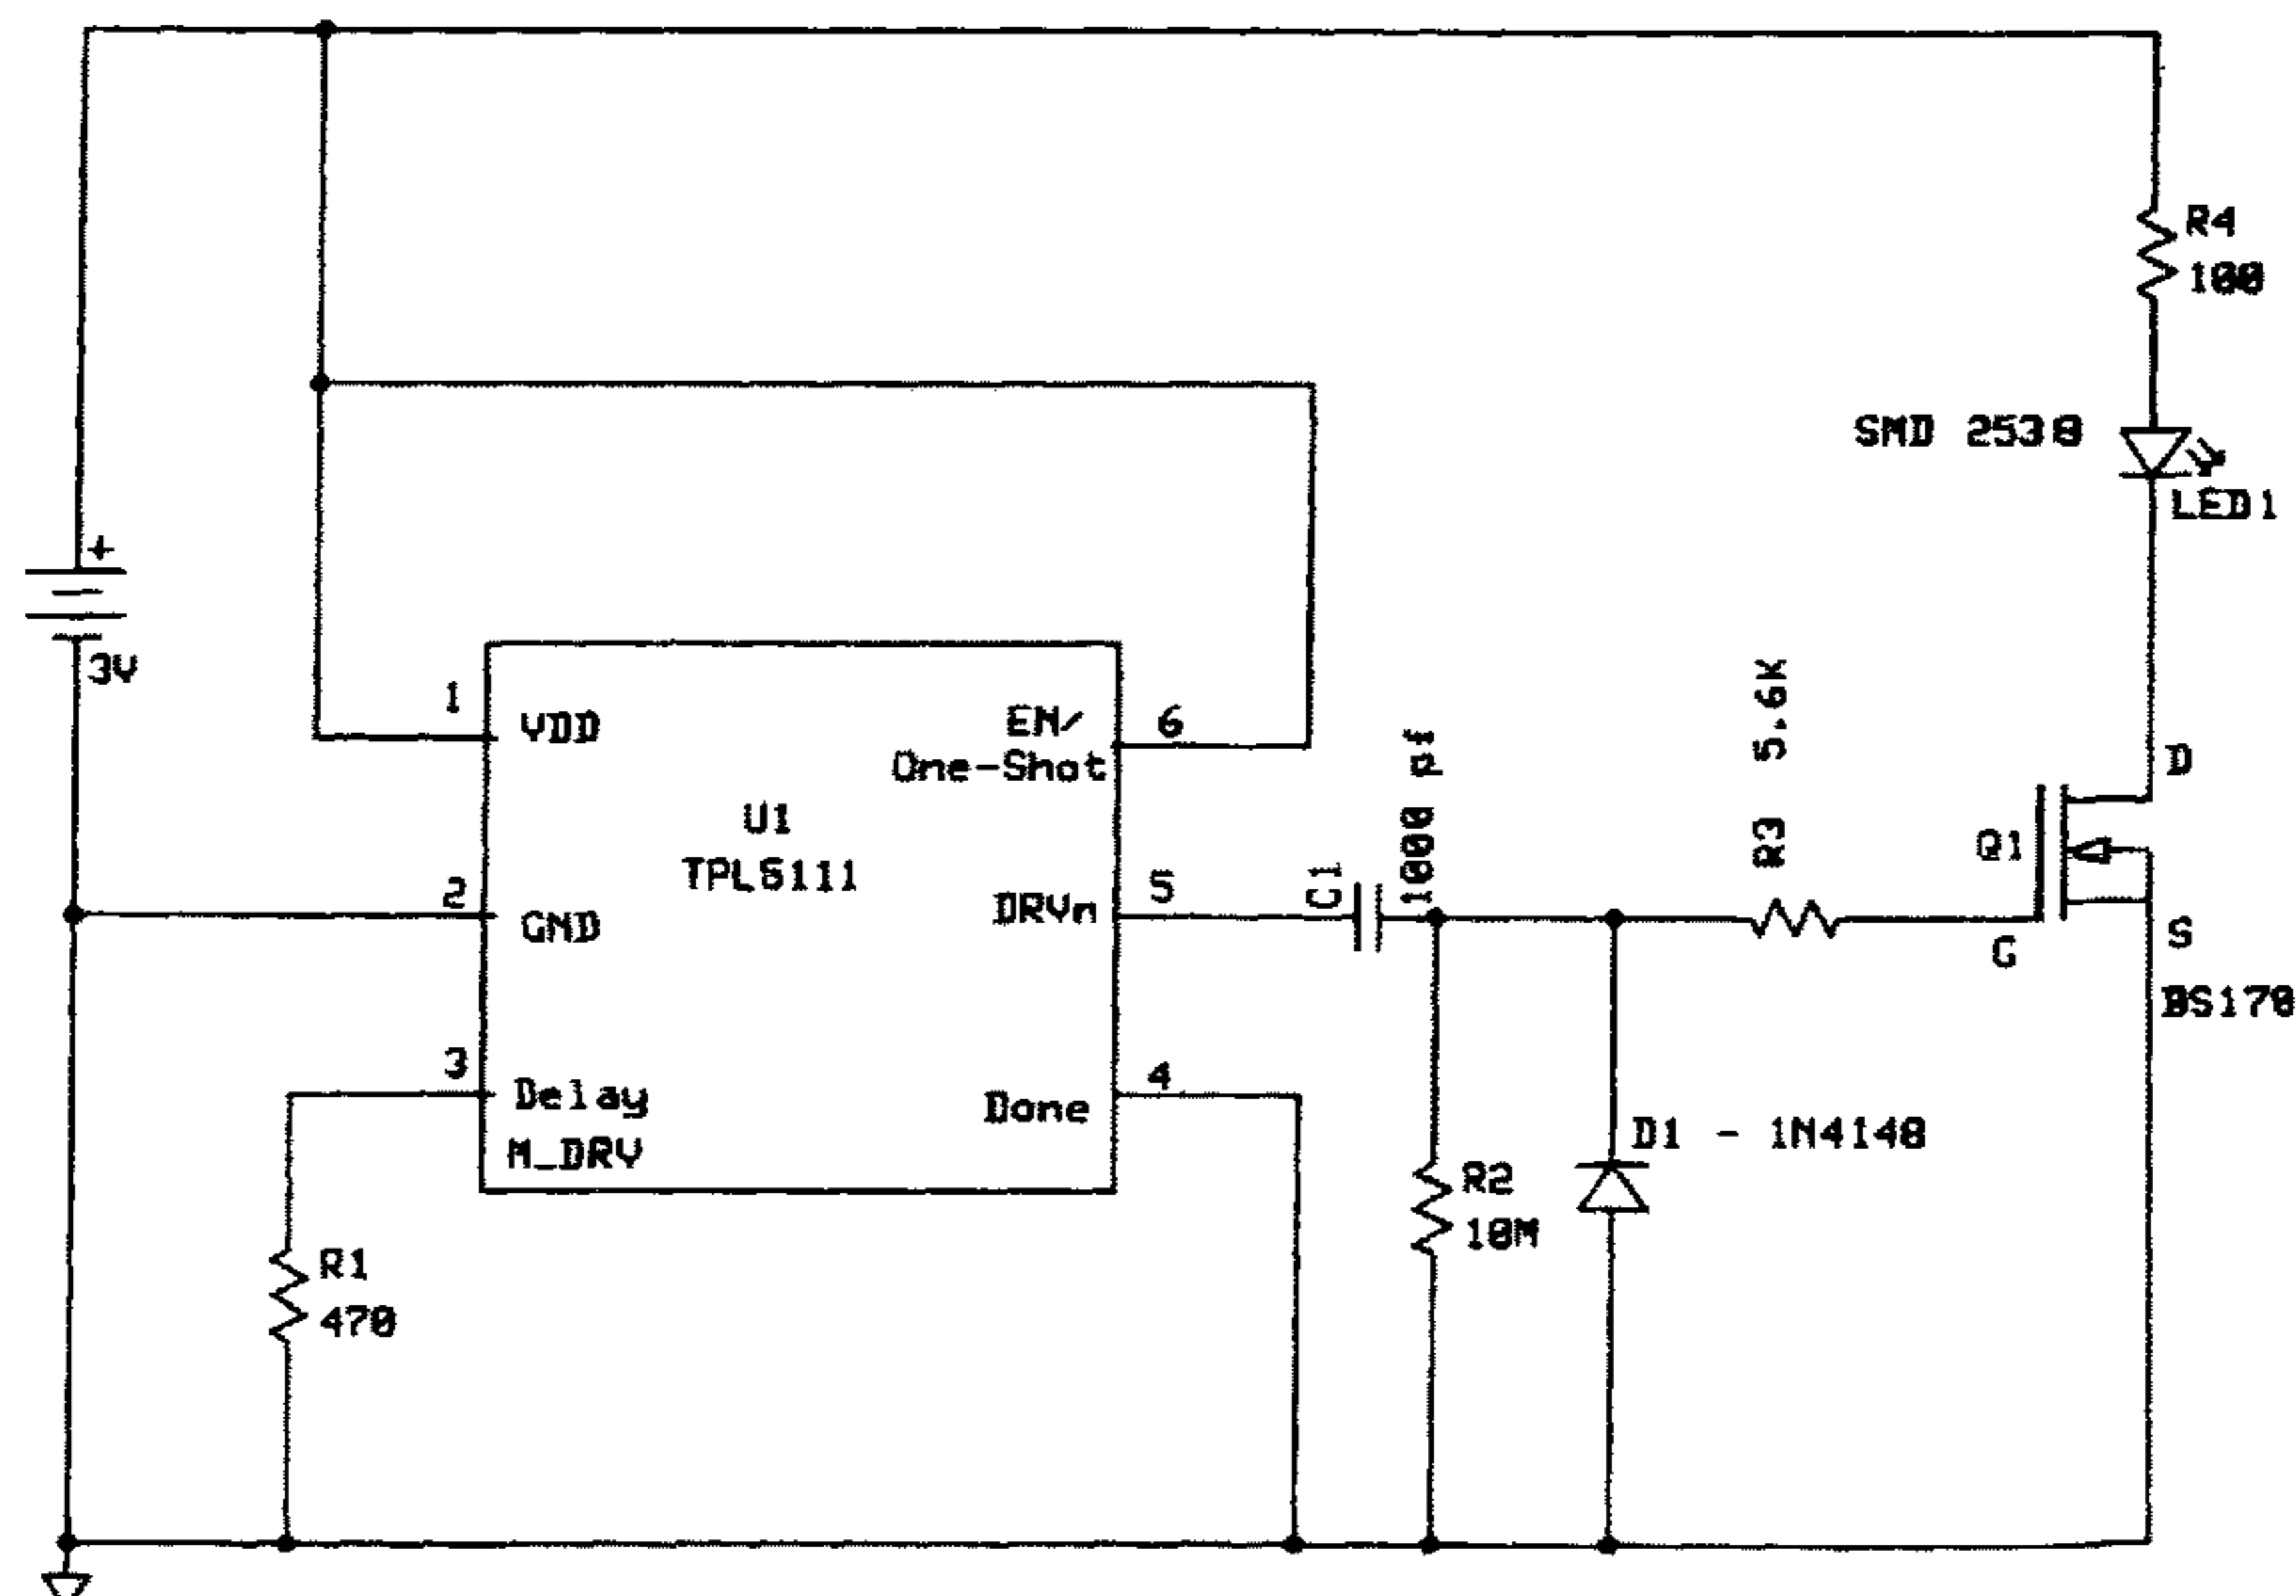 R4
100
SMD 2538
LED1
+
3V
1
VDD
EN/
One-Shot
6
U1
TPL5111
2
GND
DRVn
5
C1
1000 pf
R3 5.6K
D
Q1
G
S
BS170
3
Delay
M_DRV
Done
4
D1 - 1N4148
R2
10M
R1
470